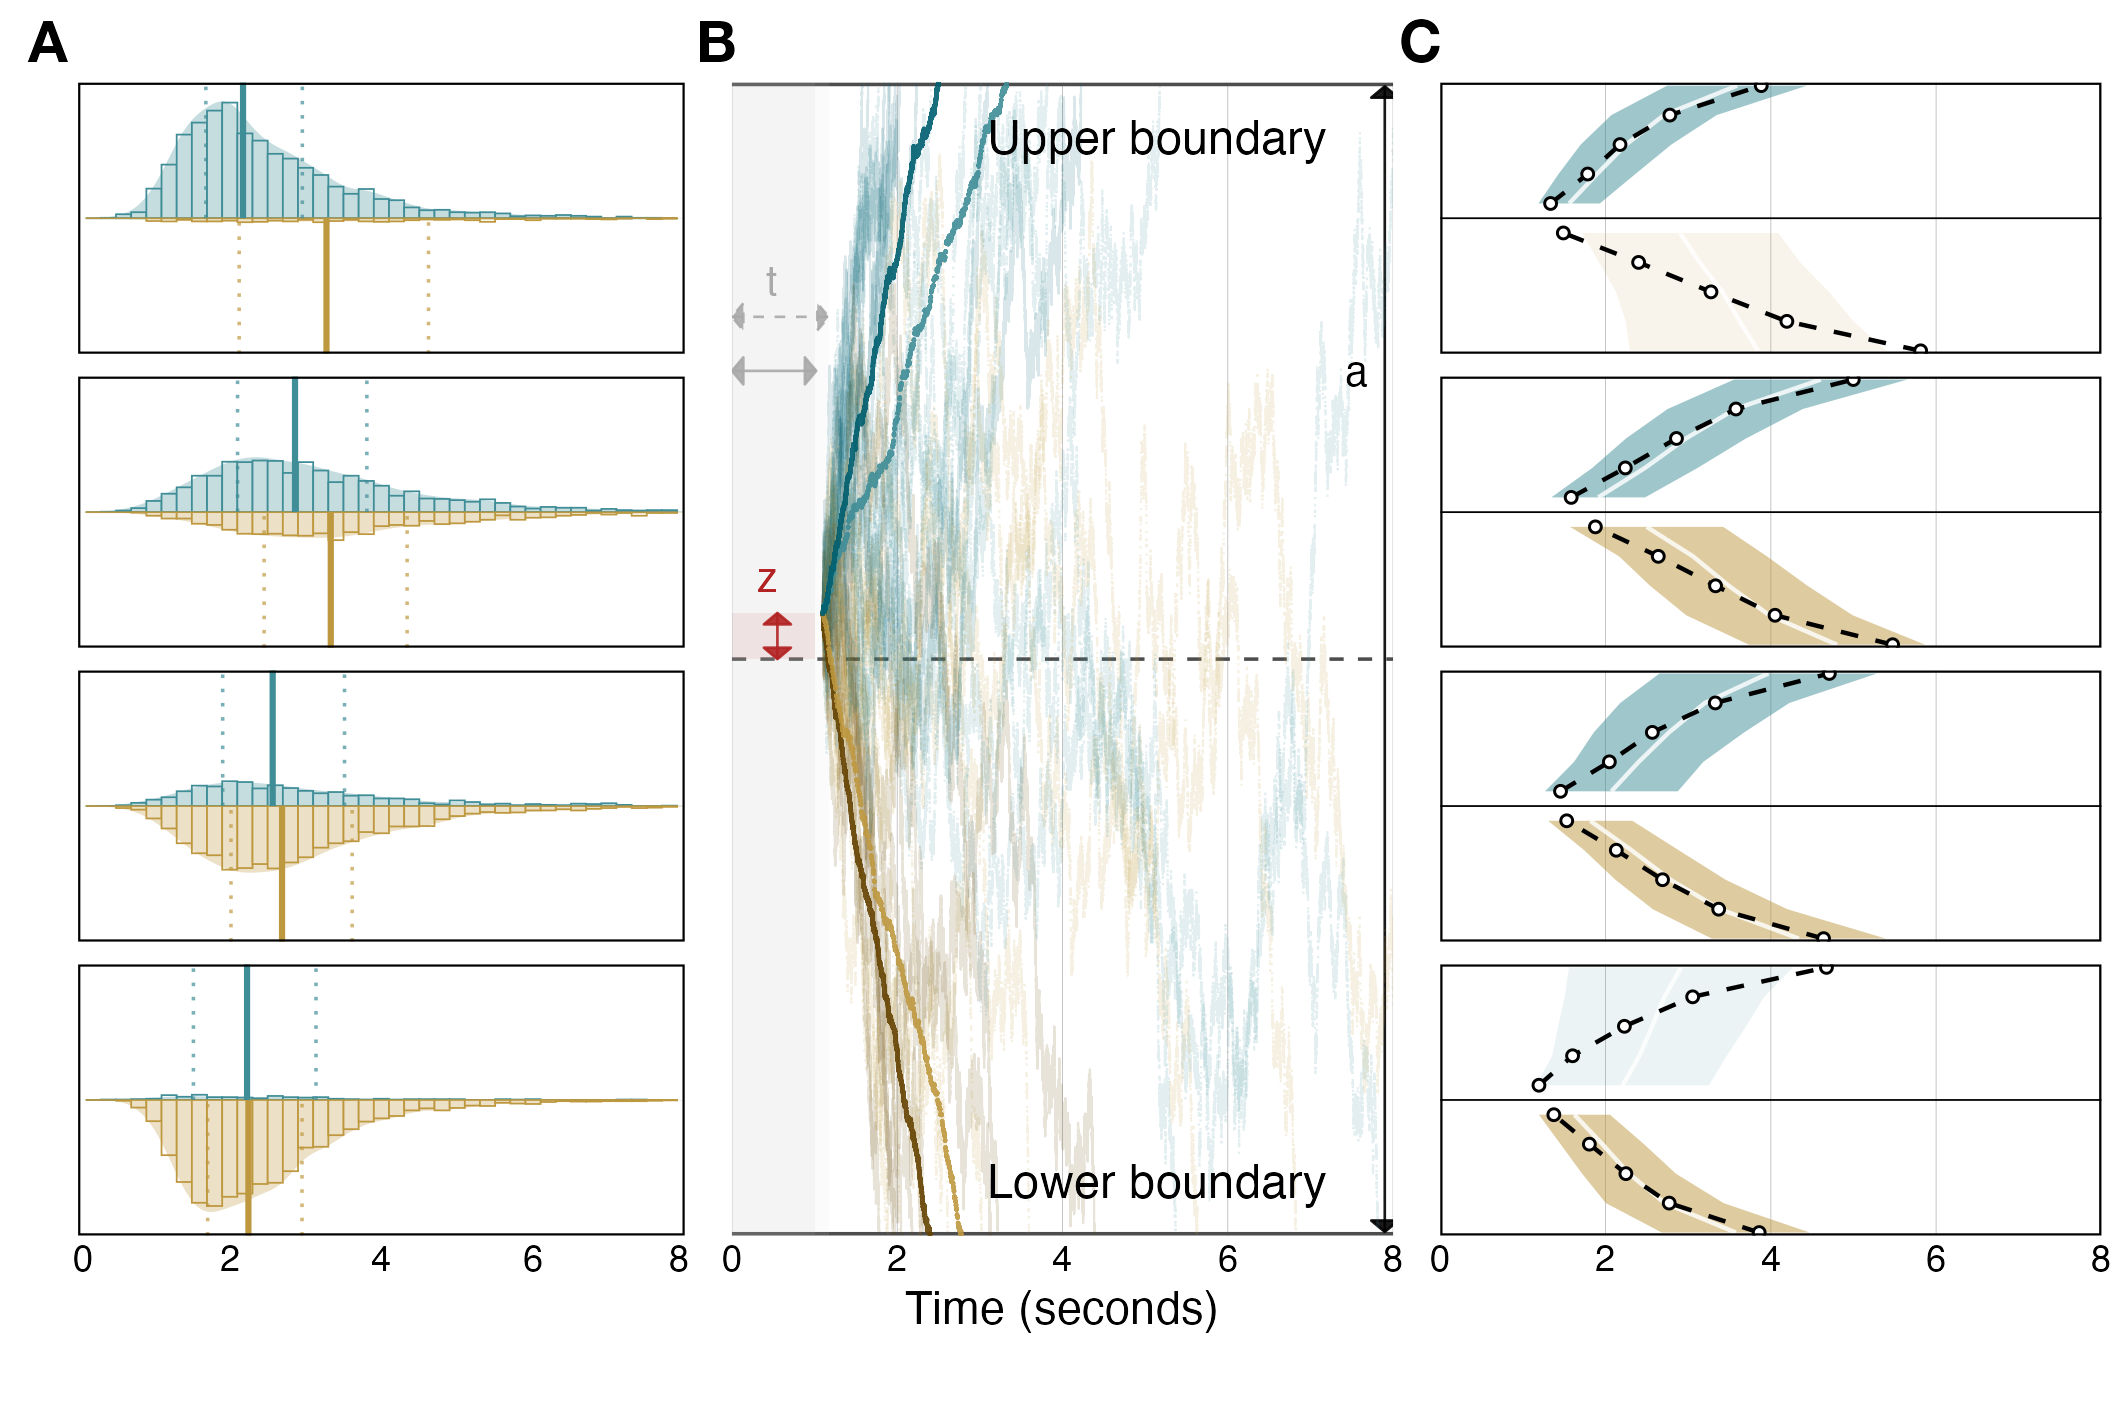 A
B
C
Upper boundary
t
a
z
Lower boundary
0 2 4 6 8
0 2 4 6 8
0 2 4 6 8
Time (seconds)